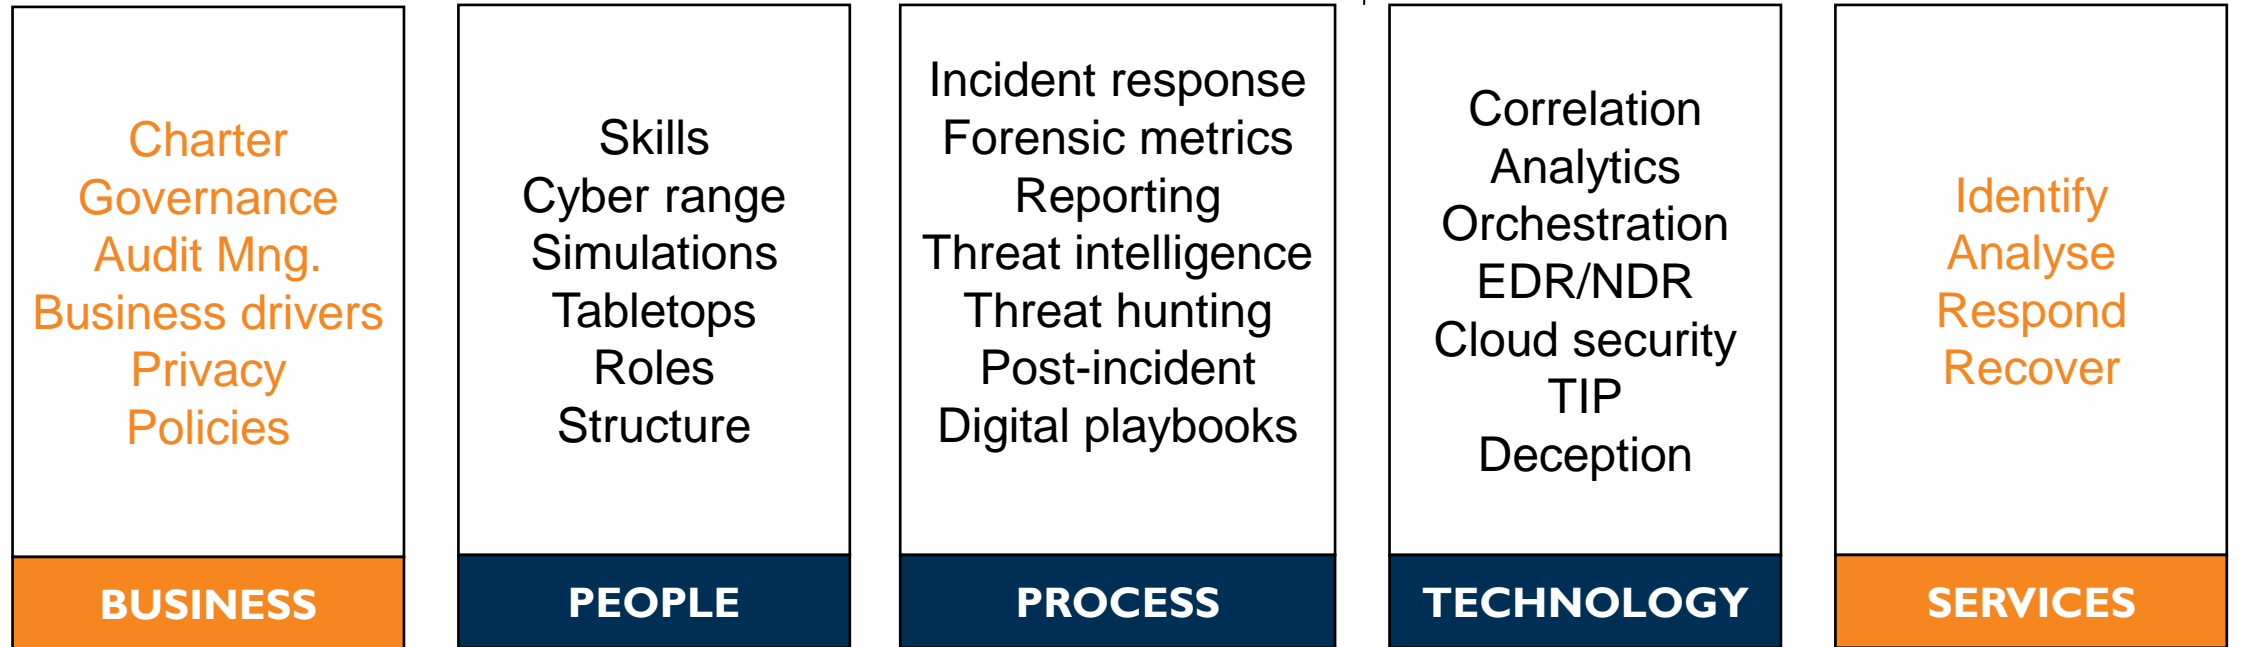 Charter
Governance
Audit Mng.
Business drivers
Privacy
Policies
BUSINESS
Skills
Cyber range
Simulations
Tabletops
Roles
Structure
PEOPLE
Incident response
Forensic metrics
Reporting
Threat intelligence
Threat hunting
Post-incident
Digital playbooks
PROCESS
Correlation
Analytics
Orchestration
EDR/NDR
Cloud security
TIP
Deception
TECHNOLOGY
Identify
Analyse
Respond
Recover
SERVICES